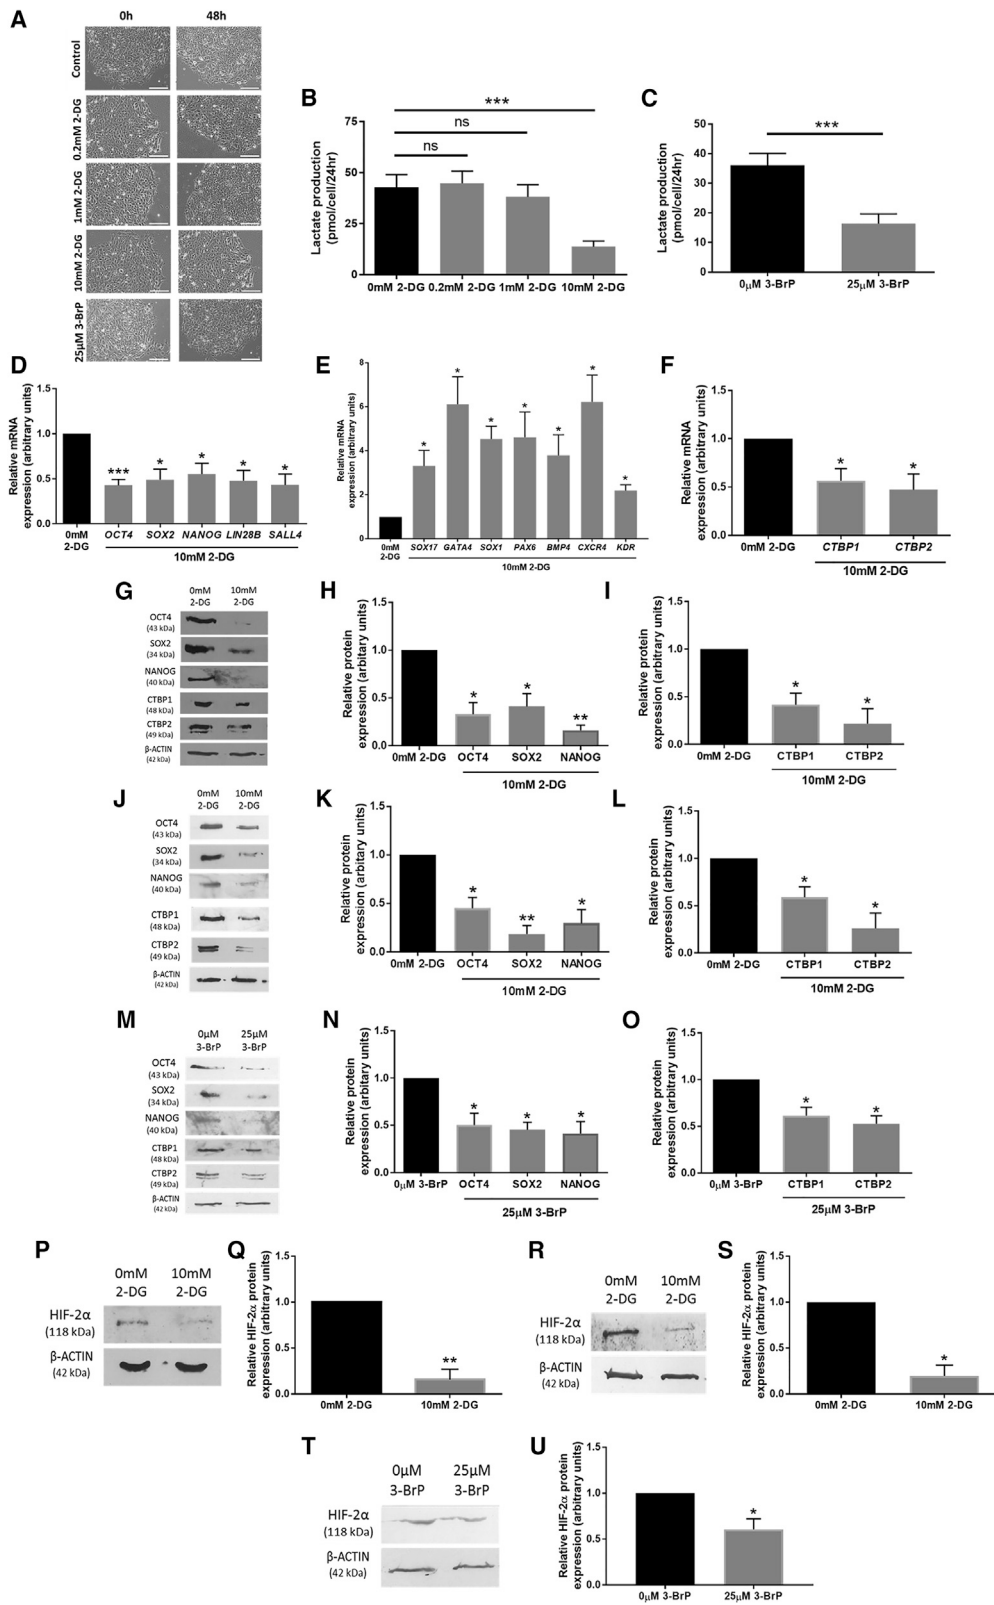 A
0h
48h
Control
0.2mM 2-DG
1mM 2-DG
10mM 2-DG
25μM 3-BrP
B
Lactate production
(pmol/cell/24hr)
75
50
25
0
***
ns
ns
0mM 2-DG 0.2mM 2-DG 1mM 2-DG 10mM 2-DG
C
Lactate production
(pmol/cell/24hr)
50
40
30
20
10
0
***
0μM 3-BrP 25μM 3-BrP
D
Relative mRNA
expression (arbitrary units)
1.5
1.0
0.5
0.0
*** * * * *
0mM
2-DG
OCT4 SOX2 NANOG LIN28B SALL4
10mM 2-DG
E
Relative mRNA
expression (arbitrary units)
8
6
4
2
0
* * * * * * *
0mM
2-DG
SOX17 GATA4 SOX1 PAX6 BMP4 CXCR4 KDR
10mM 2-DG
F
Relative mRNA
expression (arbitrary units)
1.5
1.0
0.5
0.0
* *
0mM 2-DG CTBP1 CTBP2
10mM 2-DG
G
0mM 10mM
2-DG 2-DG
OCT4
(43 kDa)
SOX2
(34 kDa)
NANOG
(40 kDa)
CTBP1
(48 kDa)
CTBP2
(49 kDa)
β-ACTIN
(42 kDa)
H
Relative protein
expression (arbitary units)
1.5
1.0
0.5
0.0
* * **
0mM 2-DG OCT4 SOX2 NANOG
10mM 2-DG
I
Relative protein
expression (arbitrary units)
1.5
1.0
0.5
0.0
* *
0mM 2-DG CTBP1 CTBP2
10mM 2-DG
J
0mM 10mM
2-DG 2-DG
OCT4
(43 kDa)
SOX2
(34 kDa)
NANOG
(40 kDa)
CTBP1
(48 kDa)
CTBP2
(49 kDa)
β-ACTIN
(42 kDa)
K
Relative protein
expression (arbitary units)
1.5
1.0
0.5
0.0
* ** *
0mM 2-DG OCT4 SOX2 NANOG
10mM 2-DG
L
Relative protein
expression (arbitrary units)
1.5
1.0
0.5
0.0
* *
0mM 2-DG CTBP1 CTBP2
10mM 2-DG
M
0μM 25μM
3-BrP 3-BrP
OCT4
(43 kDa)
SOX2
(34 kDa)
NANOG
(40 kDa)
CTBP1
(48 kDa)
CTBP2
(49 kDa)
β-ACTIN
(42 kDa)
N
Relative protein
expression (arbitary units)
1.5
1.0
0.5
0.0
* * *
0μM 3-BrP OCT4 SOX2 NANOG
25μM 3-BrP
O
Relative protein
expression (arbitrary units)
1.5
1.0
0.5
0.0
* *
0μM 3-BrP CTBP1 CTBP2
25μM 3-BrP
P
0mM 10mM
2-DG 2-DG
HIF-2α
(118 kDa)
β-ACTIN
(42 kDa)
Q
Relative HIF-2α protein
expression (arbitrary units)
1.5
1.0
0.5
0.0
**
0mM 2-DG 10mM 2-DG
R
0mM 10mM
2-DG 2-DG
HIF-2α
(118 kDa)
β-ACTIN
(42 kDa)
S
Relative HIF-2α protein
expression (arbitrary units)
1.5
1.0
0.5
0.0
*
0mM 2-DG 10mM 2-DG
T
0μM 25μM
3-BrP 3-BrP
HIF-2α
(118 kDa)
β-ACTIN
(42 kDa)
U
Relative HIF-2α protein
expression (arbitrary units)
1.5
1.0
0.5
0.0
*
0μM 3-BrP 25μM 3-BrP